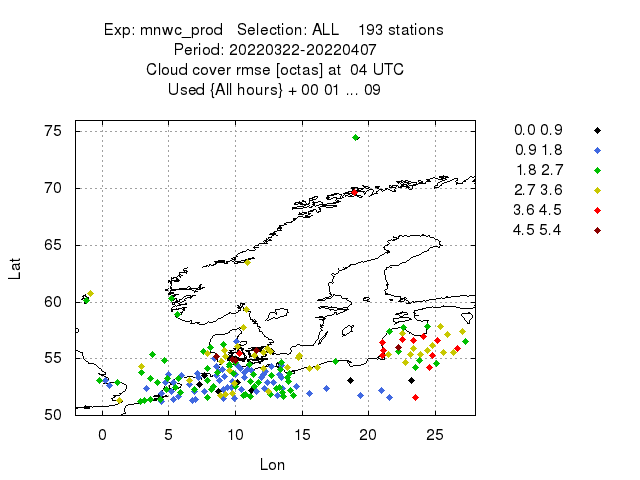 Exp: mnwc_prod   Selection: ALL    193 stations
Period: 20220322-20220407
Cloud cover rmse [octas] at  04 UTC
Used {All hours} + 00 01 ... 09
0.0 0.9
0.9 1.8
1.8 2.7
2.7 3.6
3.6 4.5
4.5 5.4
75
70
65
60
55
50
Lat
0 5 10 15 20 25
Lon